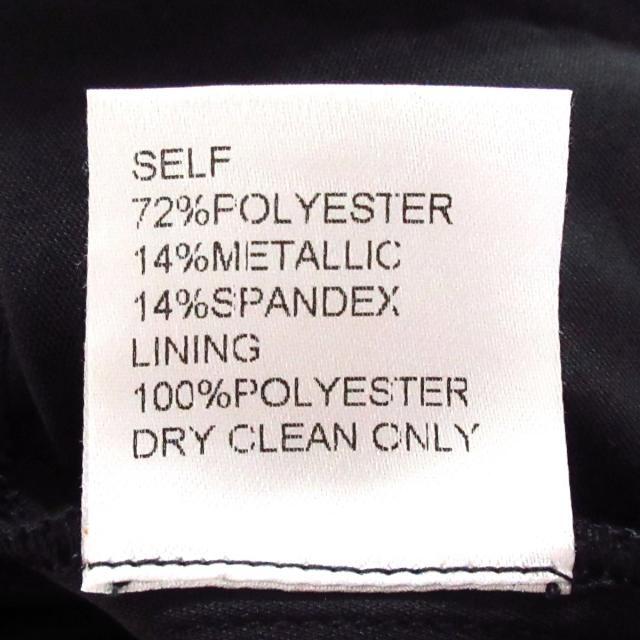 SELF
72%POLYESTER
14%METALLIC
14%SPANDEX
LINING
100%POLYESTER
DRY CLEAN ONLY